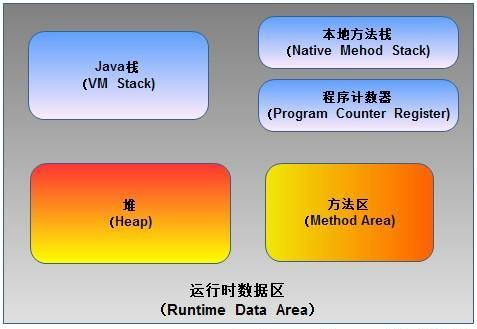 Java栈
(VM Stack)
本地方法栈
(Native Mehod Stack)
程序计数器
(Program Counter Register)
堆
(Heap)
方法区
(Method Area)
运行时数据区
(Runtime Data Area)